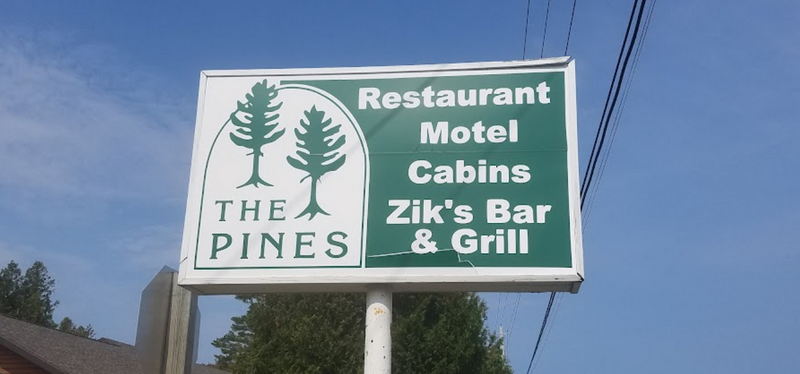 THE
PINES
Restaurant
Motel
Cabins
Zik's Bar
& Grill